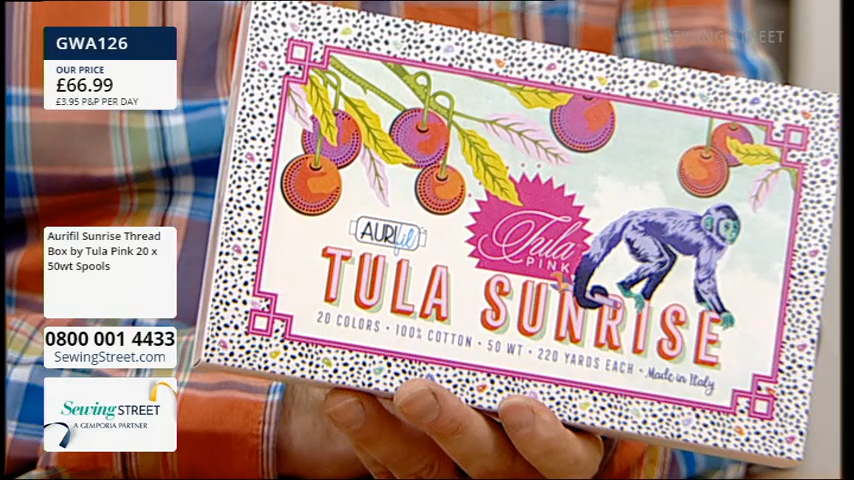 GWA126
OUR PRICE
£66.99
£3.95 P&P PER DAY
Aurifil Sunrise Thread
Box by Tula Pink 20 x
50wt Spools
0800 001 4433
SewingStreet.com
Sewing STREET
A GEMPORIA PARTNER
SEWINGSTREET
AURIfil
Tula
PINK
TULA SUNRISE
20 COLORS • 100% COTTON • 50 WT • 220 YARDS EACH • Made in Italy